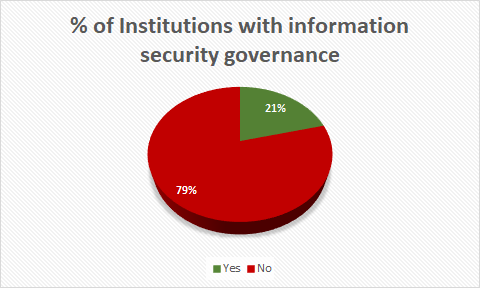 % of Institutions with information
security governance
21%
79%
Yes No